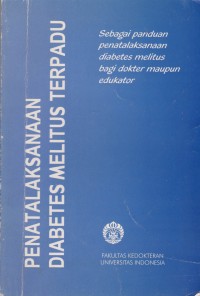 Sebagai panduan
penatalaksanaan
diabetes melitus
bagi dokter maupun
edukator
PENATALAKSANAAN
DIABETES MELITUS TERPADU
FAKULTAS KEDOKTERAN
UNIVERSITAS INDONESIA